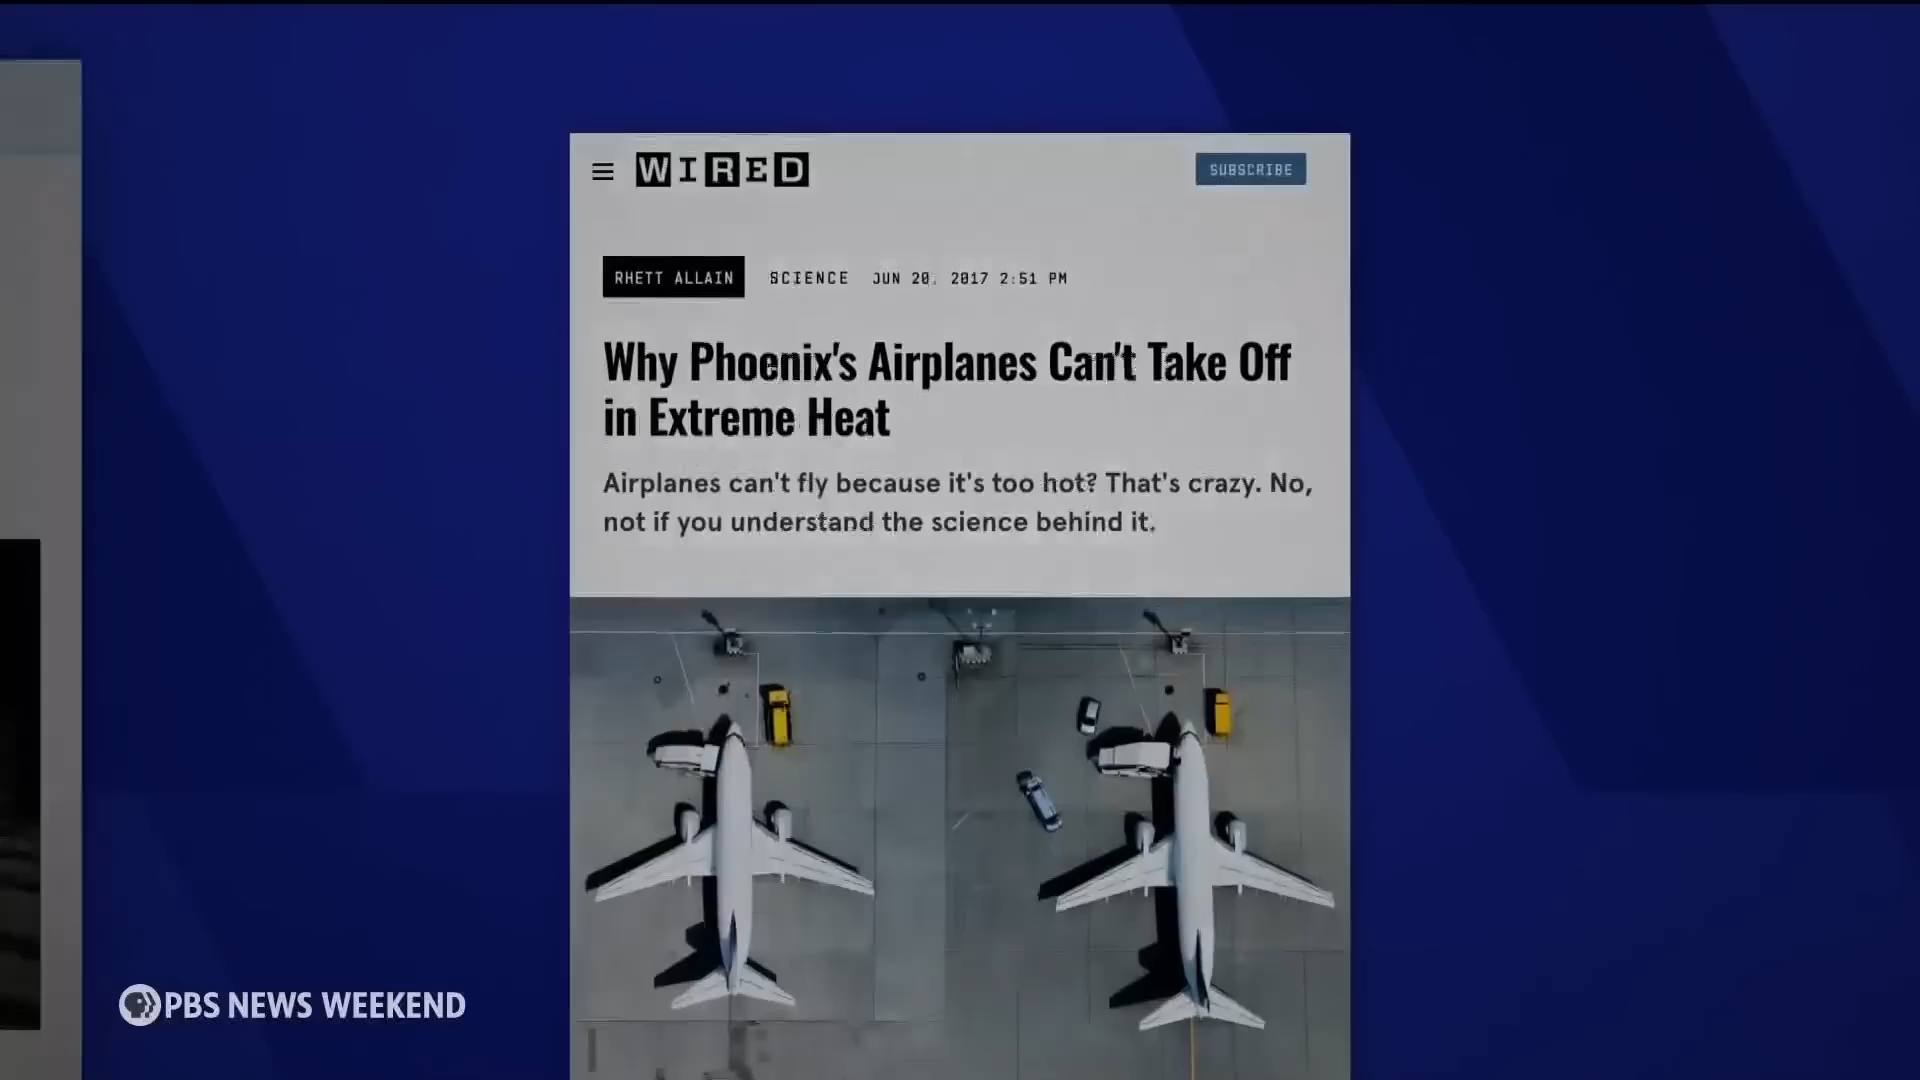 WIRED
SUBSCRIBE
RHETT ALLAIN SCIENCE JUN 20, 2017 2:51 PM
Why Phoenix's Airplanes Can't Take Off
in Extreme Heat
Airplanes can't fly because it's too hot? That's crazy. No,
not if you understand the science behind it.
PBS NEWS WEEKEND